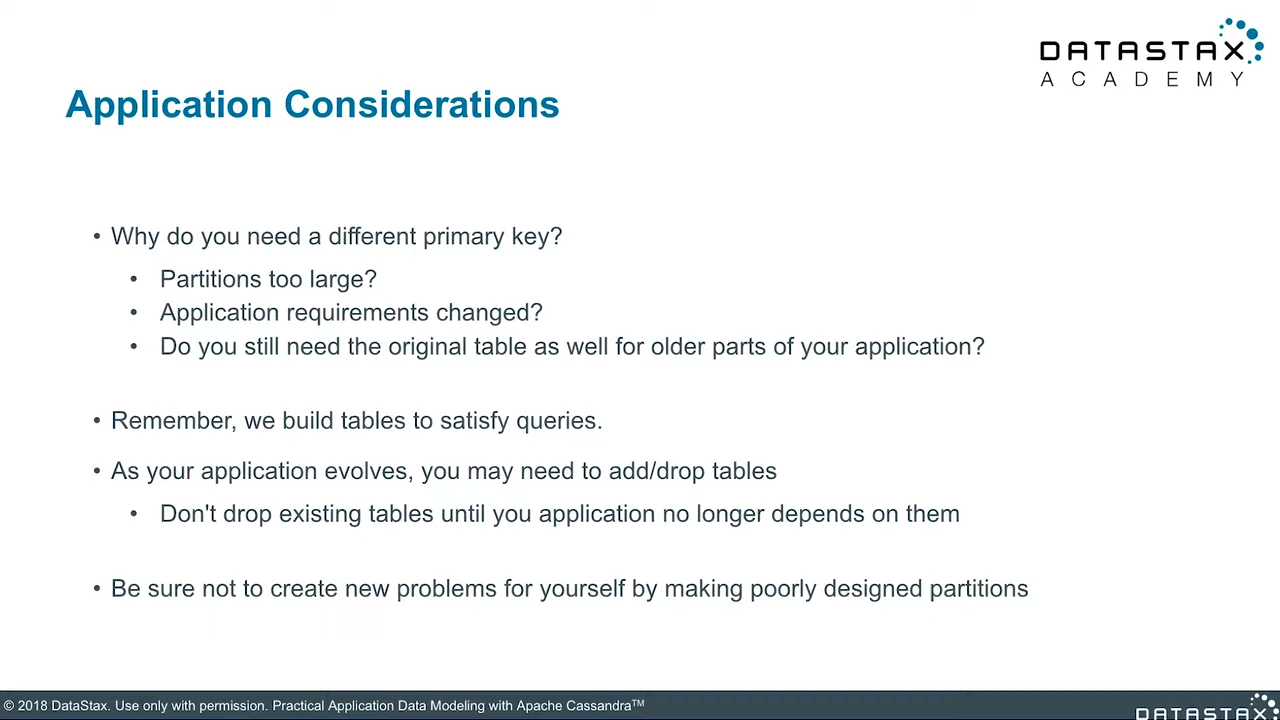 DATASTAX
ACADEMY
Application Considerations
• Why do you need a different primary key?
• Partitions too large?
• Application requirements changed?
• Do you still need the original table as well for older parts of your application?
• Remember, we build tables to satisfy queries.
• As your application evolves, you may need to add/drop tables
• Don't drop existing tables until you application no longer depends on them
• Be sure not to create new problems for yourself by making poorly designed partitions
© 2018 DataStax. Use only with permission. Practical Application Data Modeling with Apache Cassandra™
DATASTAX